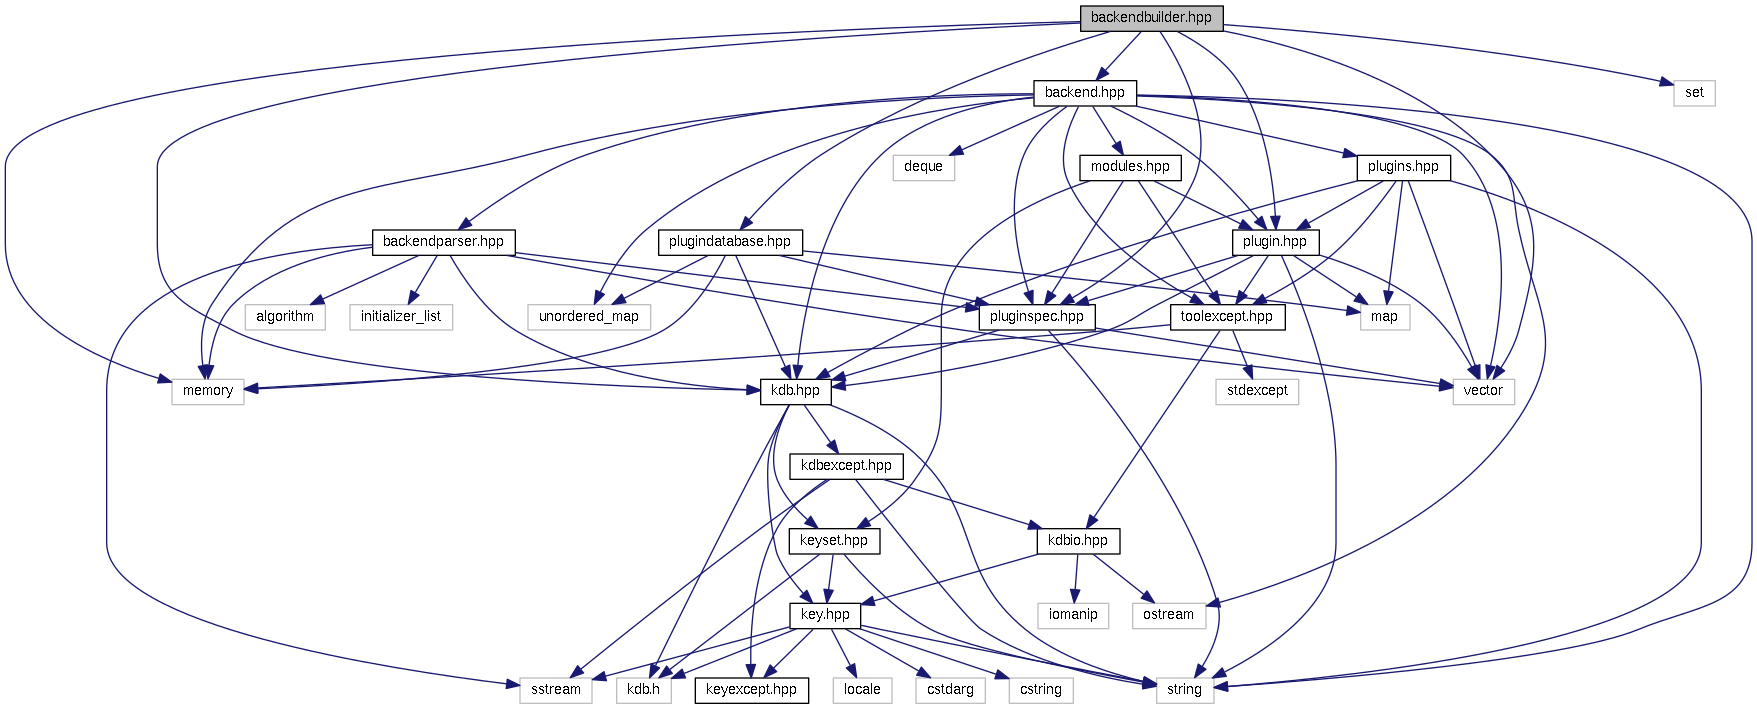 backendbuilder.hpp
backend.hpp
set
deque
modules.hpp
plugins.hpp
backendparser.hpp
plugindatabase.hpp
plugin.hpp
algorithm
initializer_list
unordered_map
pluginspec.hpp
toolexcept.hpp
map
memory
kdb.hpp
stdexcept
vector
kdbexcept.hpp
keyset.hpp
kdbio.hpp
key.hpp
iomanip
ostream
sstream
kdb.h
keyexcept.hpp
locale
cstdarg
cstring
string